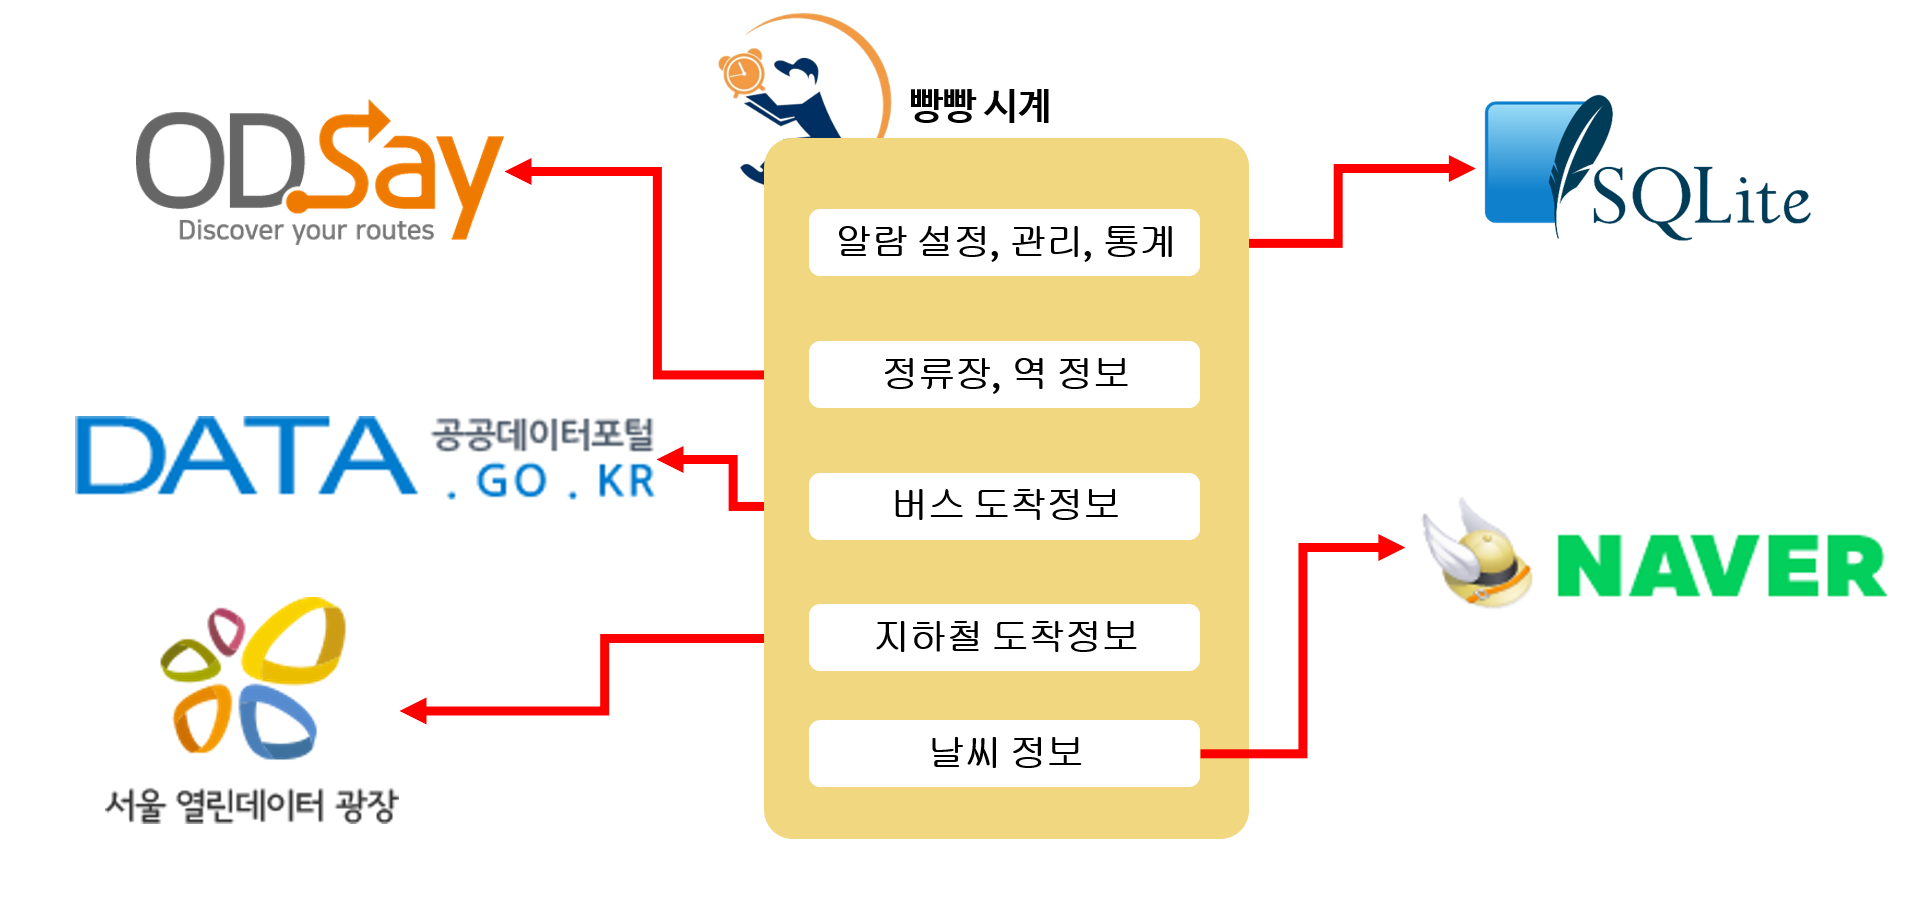 빵빵 시계
ODSay
Discover your routes
SQLite
알람 설정, 관리, 통계
정류장, 역 정보
DATA 공공데이터포털
.GO.KR
버스 도착정보
NAVER
지하철 도착정보
날씨 정보
서울 열린데이터 광장